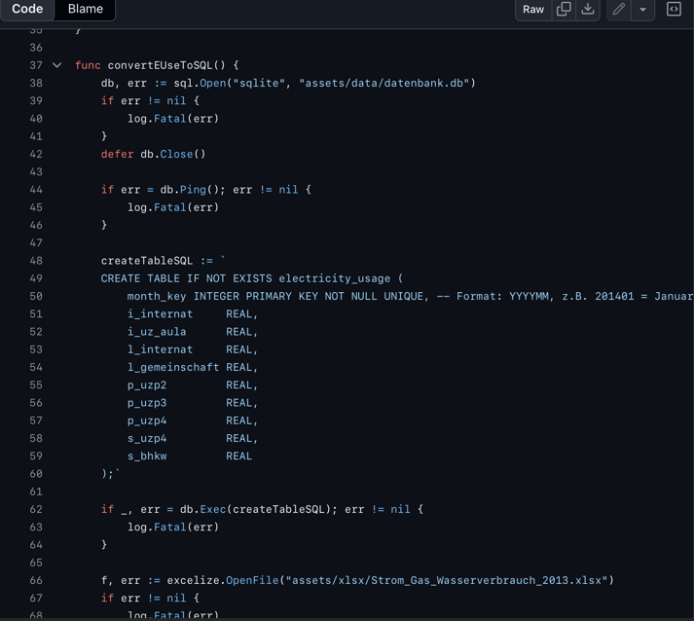 Code Blame Raw
35 }
36
37 func convertEUseToSQL() {
38 db, err := sql.Open("sqlite", "assets/data/datenbank.db")
39 if err != nil {
40 log.Fatal(err)
41 }
42 defer db.Close()
43
44 if err = db.Ping(); err != nil {
45 log.Fatal(err)
46 }
47
48 createTableSQL := `
49 CREATE TABLE IF NOT EXISTS electricity_usage (
50 month_key INTEGER PRIMARY KEY NOT NULL UNIQUE, -- Format: YYYYMM, z.B. 201401 = Januar
51 i_internat REAL,
52 i_uz_aula REAL,
53 l_internat REAL,
54 l_gemeinschaft REAL,
55 p_uzp2 REAL,
56 p_uzp3 REAL,
57 p_uzp4 REAL,
58 s_uzp4 REAL,
59 s_bhkw REAL
60 );`
61
62 if _, err = db.Exec(createTableSQL); err != nil {
63 log.Fatal(err)
64 }
65
66 f, err := excelize.OpenFile("assets/xlsx/Strom_Gas_Wasserverbrauch_2013.xlsx")
67 if err != nil {
68 log.Fatal(err)